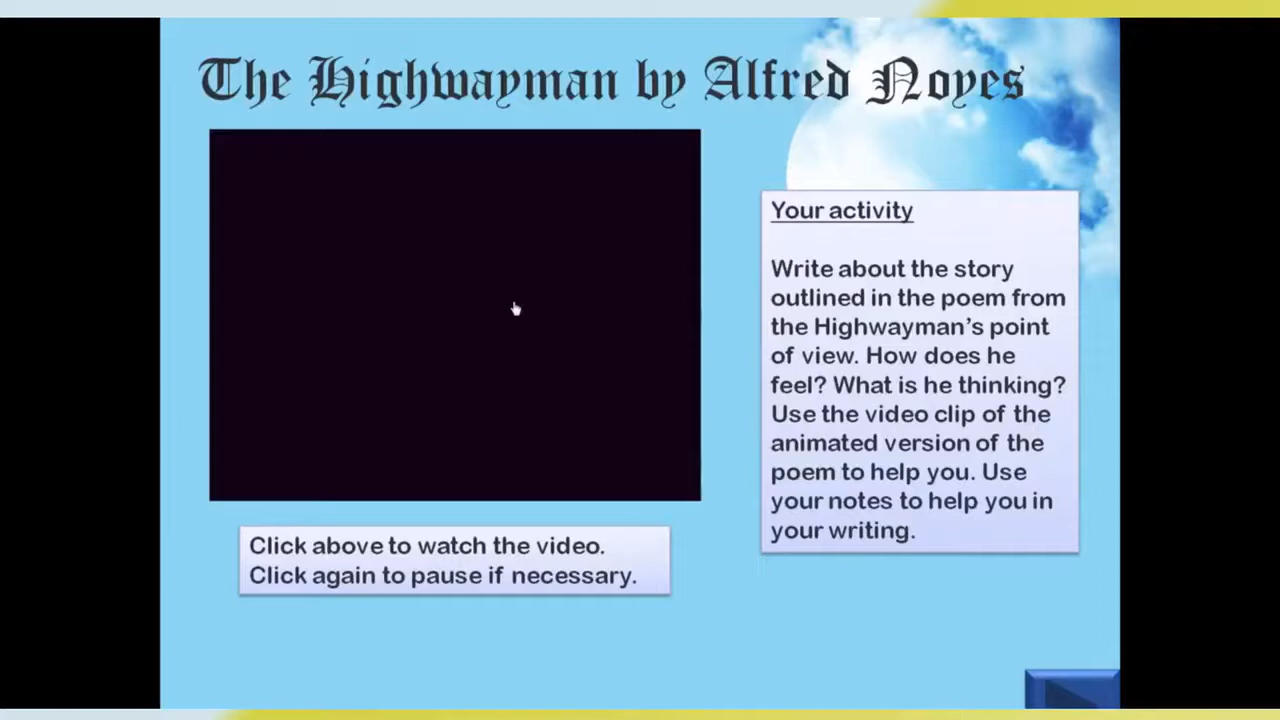 The Highwayman by Alfred Noyes
Your activity
Write about the story
outlined in the poem from
the Highwayman's point
of view. How does he
feel? What is he thinking?
Use the video clip of the
animated version of the
poem to help you. Use
your notes to help you in
your writing.
Click above to watch the video.
Click again to pause if necessary.